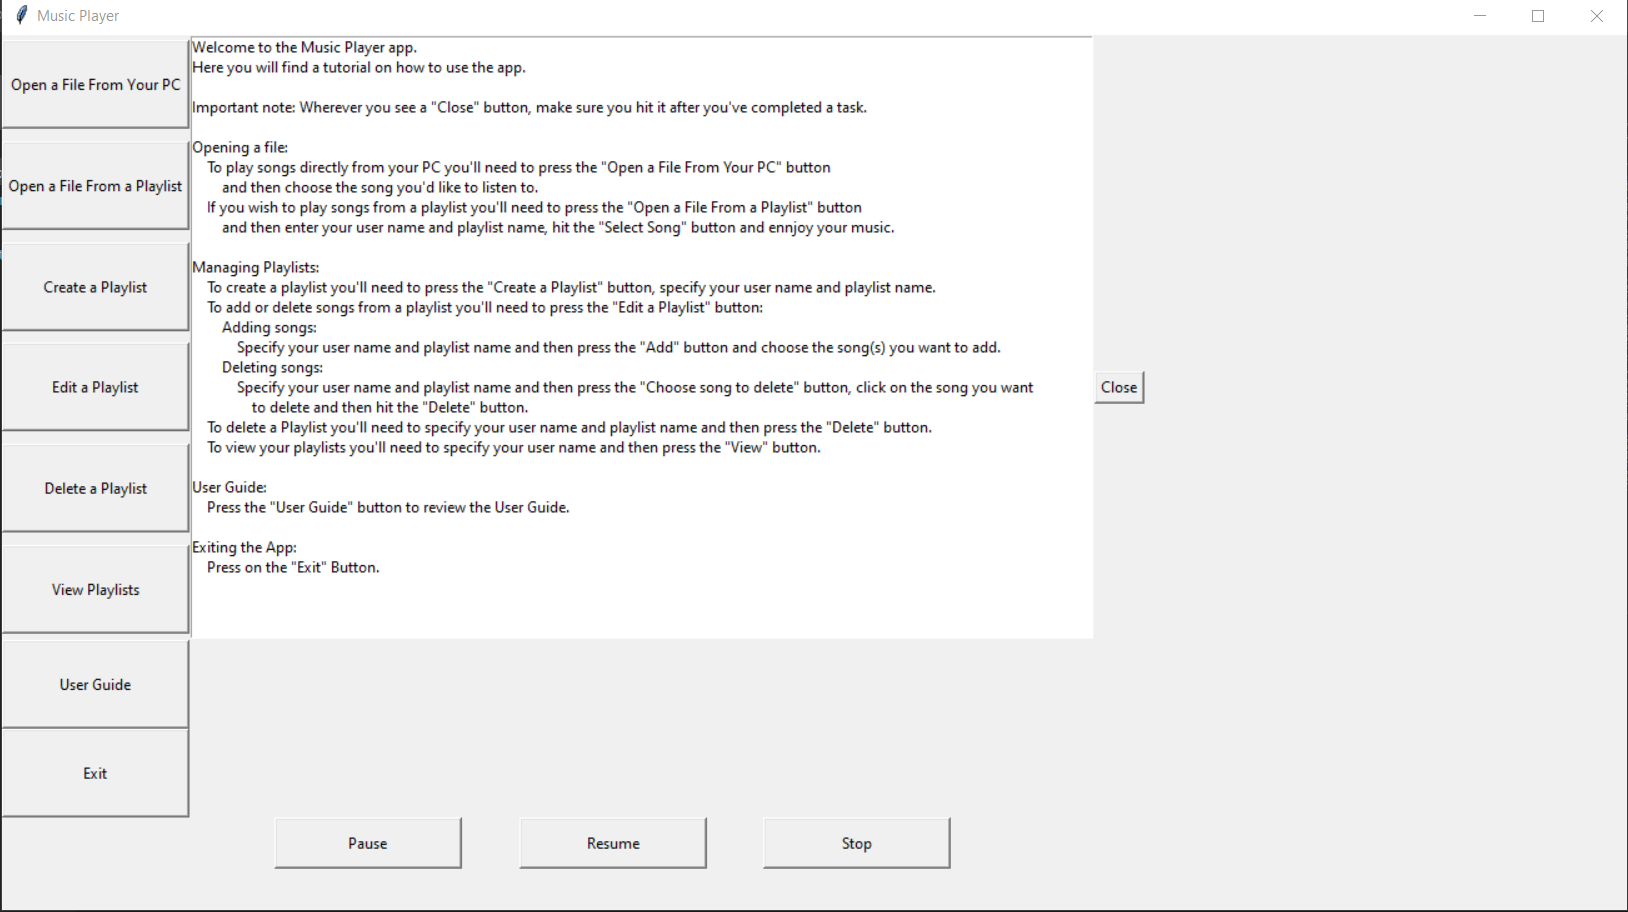 Music Player
Open a File From Your PC
Open a File From a Playlist
Create a Playlist
Edit a Playlist
Delete a Playlist
View Playlists
User Guide
Exit
Welcome to the Music Player app.
Here you will find a tutorial on how to use the app.
Important note: Wherever you see a "Close" button, make sure you hit it after you've completed a task.
Opening a file:
To play songs directly from your PC you'll need to press the "Open a File From Your PC" button
and then choose the song you'd like to listen to.
If you wish to play songs from a playlist you'll need to press the "Open a File From a Playlist" button
and then enter your user name and playlist name, hit the "Select Song" button and ennjoy your music.
Managing Playlists:
To create a playlist you'll need to press the "Create a Playlist" button, specify your user name and playlist name.
To add or delete songs from a playlist you'll need to press the "Edit a Playlist" button:
Adding songs:
Specify your user name and playlist name and then press the "Add" button and choose the song(s) you want to add.
Deleting songs:
Specify your user name and playlist name and then press the "Choose song to delete" button, click on the song you want
to delete and then hit the "Delete" button.
To delete a Playlist you'll need to specify your user name and playlist name and then press the "Delete" button.
To view your playlists you'll need to specify your user name and then press the "View" button.
User Guide:
Press the "User Guide" button to review the User Guide.
Exiting the App:
Press on the "Exit" Button.
Close
Pause
Resume
Stop